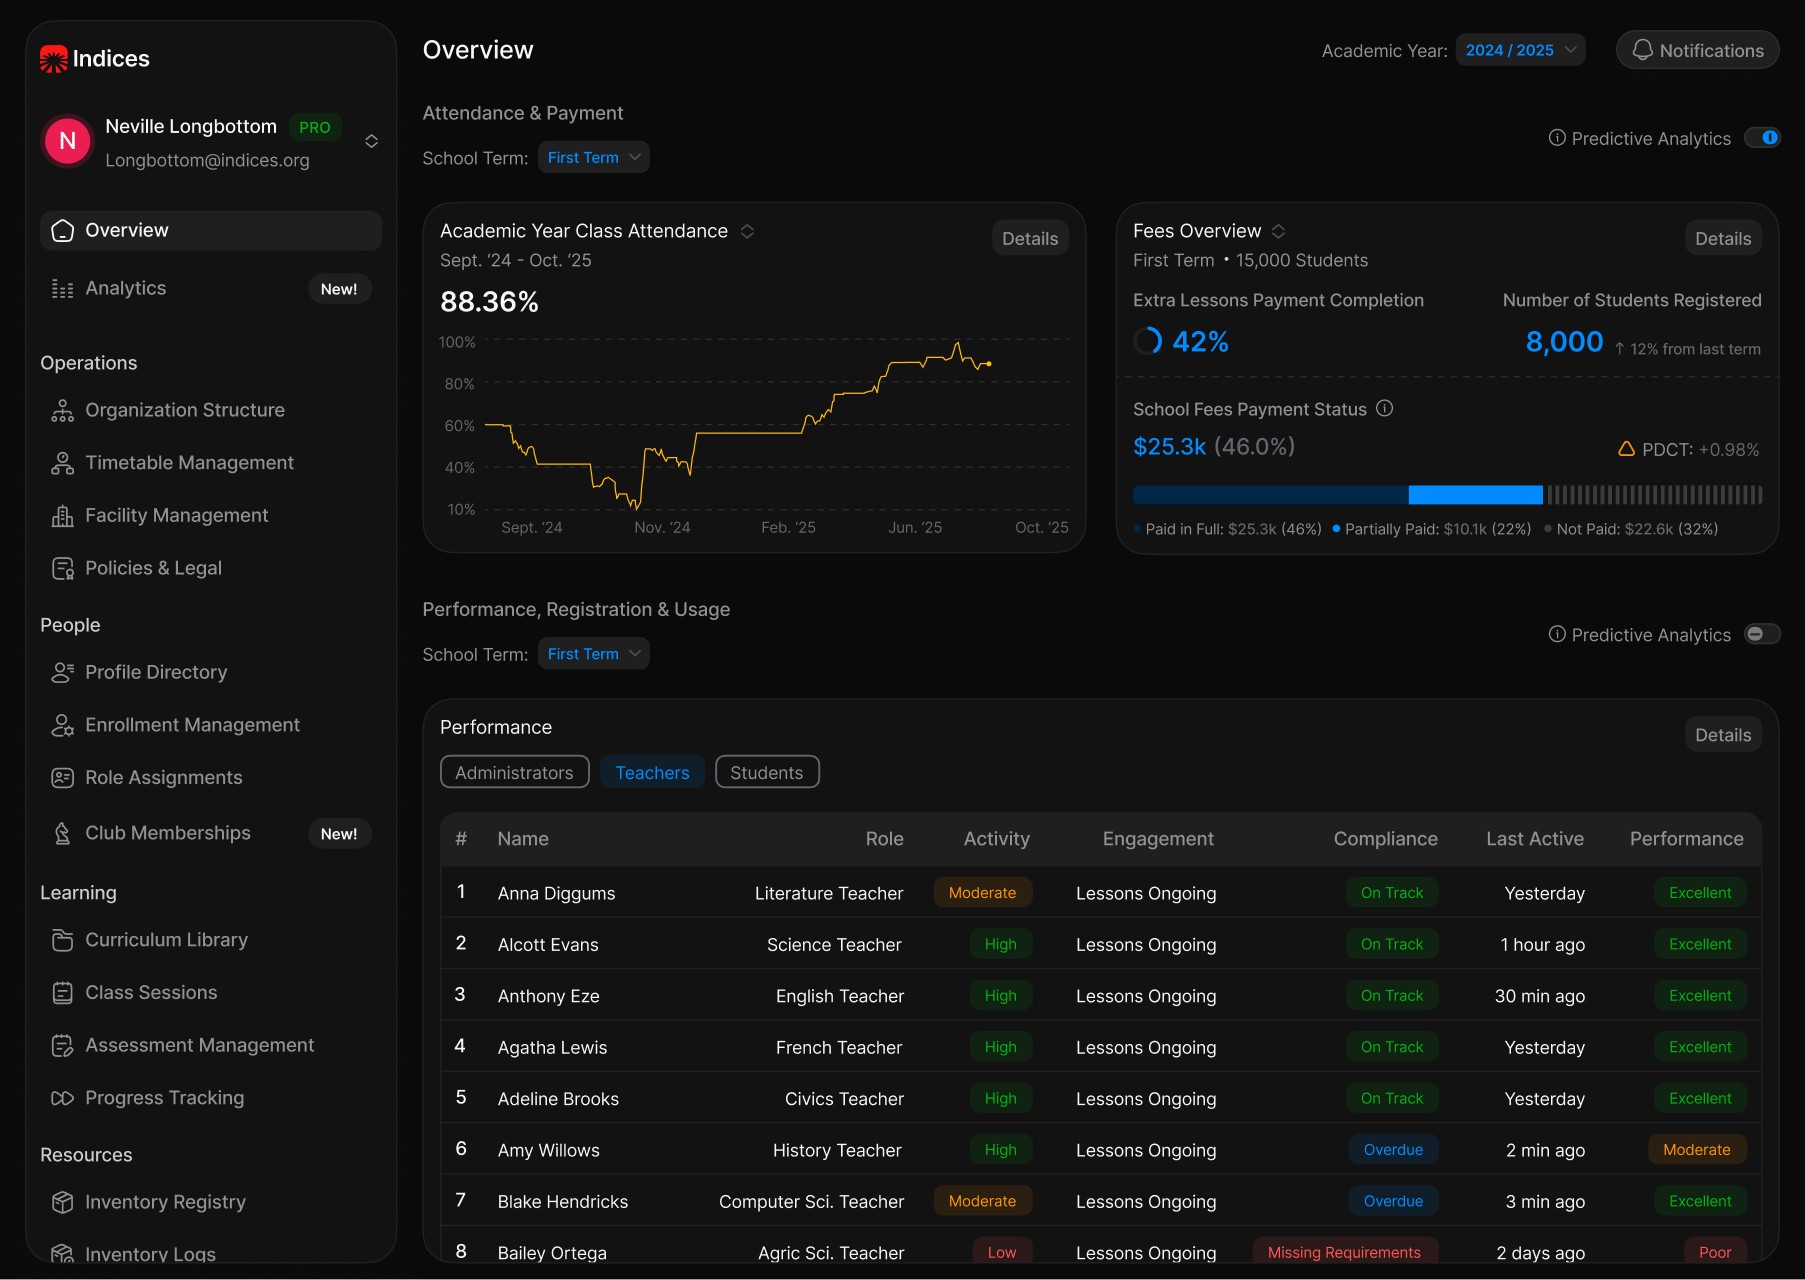 Indices
N
Neville Longbottom PRO
Longbottom@indices.org
Overview
Analytics New!
Operations
Organization Structure
Timetable Management
Facility Management
Policies & Legal
People
Profile Directory
Enrollment Management
Role Assignments
Club Memberships New!
Learning
Curriculum Library
Class Sessions
Assessment Management
Progress Tracking
Resources
Inventory Registry
Inventory Logs
Overview
Academic Year: 2024 / 2025
Notifications
Attendance & Payment
School Term: First Term
Predictive Analytics
Academic Year Class Attendance
Details
Sept. ‘24 - Oct. ‘25
88.36%
100%
80%
60%
40%
10%
Sept. ‘24 Nov. ‘24 Feb. ‘25 Jun. ‘25 Oct. ‘25
Fees Overview
Details
First Term • 15,000 Students
Extra Lessons Payment Completion
42%
Number of Students Registered
8,000 ↑ 12% from last term
School Fees Payment Status
$25.3k (46.0%)
PDCT: +0.98%
Paid in Full: $25.3k (46%) Partially Paid: $10.1k (22%) Not Paid: $22.6k (32%)
Performance, Registration & Usage
School Term: First Term
Predictive Analytics
Performance
Details
Administrators Teachers Students
# Name Role Activity Engagement Compliance Last Active Performance
1 Anna Diggums Literature Teacher Moderate Lessons Ongoing On Track Yesterday Excellent
2 Alcott Evans Science Teacher High Lessons Ongoing On Track 1 hour ago Excellent
3 Anthony Eze English Teacher High Lessons Ongoing On Track 30 min ago Excellent
4 Agatha Lewis French Teacher High Lessons Ongoing On Track Yesterday Excellent
5 Adeline Brooks Civics Teacher High Lessons Ongoing On Track Yesterday Excellent
6 Amy Willows History Teacher High Lessons Ongoing Overdue 2 min ago Moderate
7 Blake Hendricks Computer Sci. Teacher Moderate Lessons Ongoing Overdue 3 min ago Excellent
8 Bailey Ortega Agric Sci. Teacher Low Lessons Ongoing Missing Requirements 2 days ago Poor